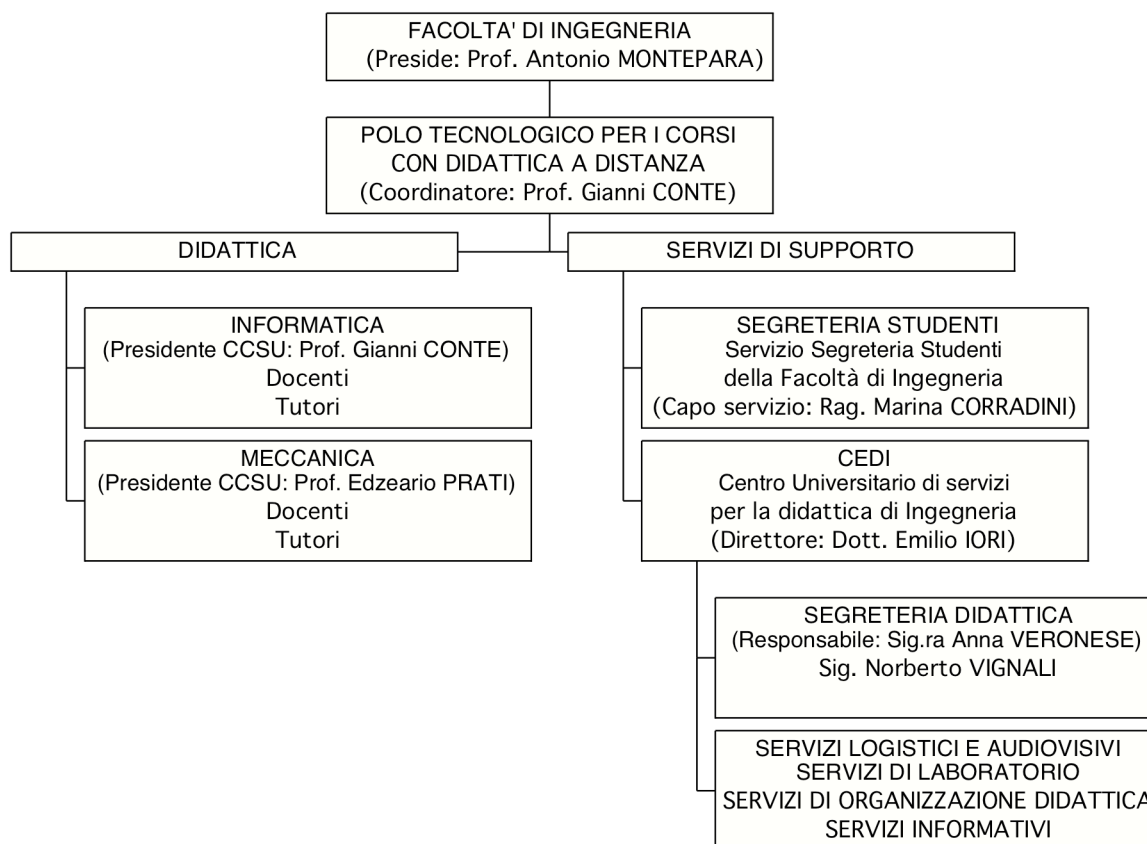 FACOLTA' DI INGEGNERIA
(Preside: Prof. Antonio MONTEPARA)
POLO TECNOLOGICO PER I CORSI
CON DIDATTICA A DISTANZA
(Coordinatore: Prof. Gianni CONTE)
DIDATTICA
INFORMATICA
(Presidente CCSU: Prof. Gianni CONTE)
Docenti
Tutori
MECCANICA
(Presidente CCSU: Prof. Edzeario PRATI)
Docenti
Tutori
SERVIZI DI SUPPORTO
SEGRETERIA STUDENTI
Servizio Segreteria Studenti
della Facoltà di Ingegneria
(Capo servizio: Rag. Marina CORRADINI)
CEDI
Centro Universitario di servizi
per la didattica di Ingegneria
(Direttore: Dott. Emilio IORI)
SEGRETERIA DIDATTICA
(Responsabile: Sig.ra Anna VERONESE)
Sig. Norberto VIGNALI
SERVIZI LOGISTICI E AUDIOVISIVI
SERVIZI DI LABORATORIO
SERVIZI DI ORGANIZZAZIONE DIDATTICA
SERVIZI INFORMATIVI